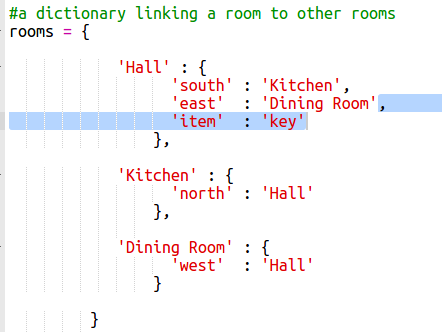 #a dictionary linking a room to other rooms
rooms = {
'Hall' : {
'south' : 'Kitchen',
'east' : 'Dining Room',
'item' : 'key'
},
'Kitchen' : {
'north' : 'Hall'
},
'Dining Room' : {
'west' : 'Hall'
}
}